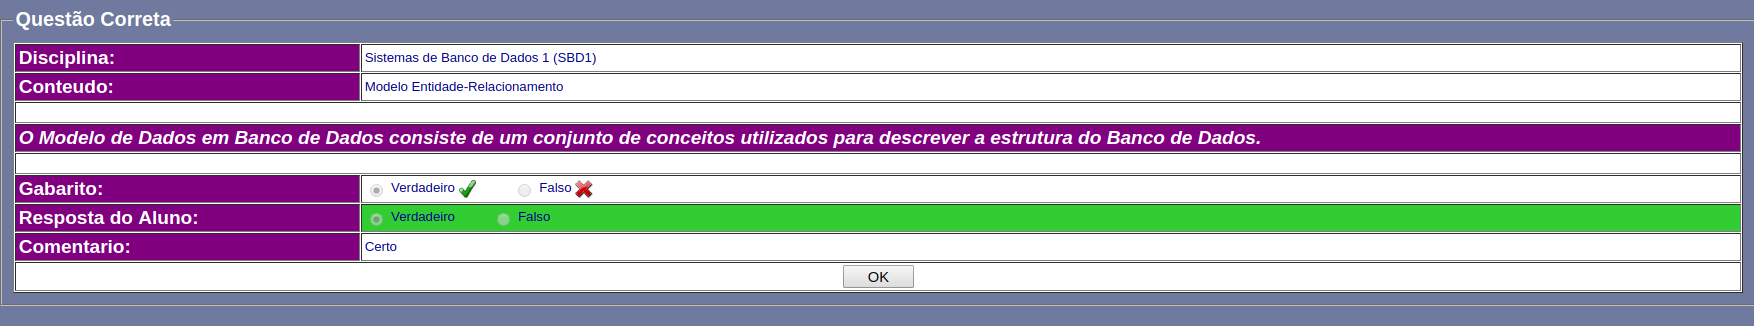 Questão Correta
Disciplina: Sistemas de Banco de Dados 1 (SBD1)
Conteudo: Modelo Entidade-Relacionamento
O Modelo de Dados em Banco de Dados consiste de um conjunto de conceitos utilizados para descrever a estrutura do Banco de Dados.
Gabarito: Verdadeiro Falso
Resposta do Aluno: Verdadeiro Falso
Comentario: Certo
OK